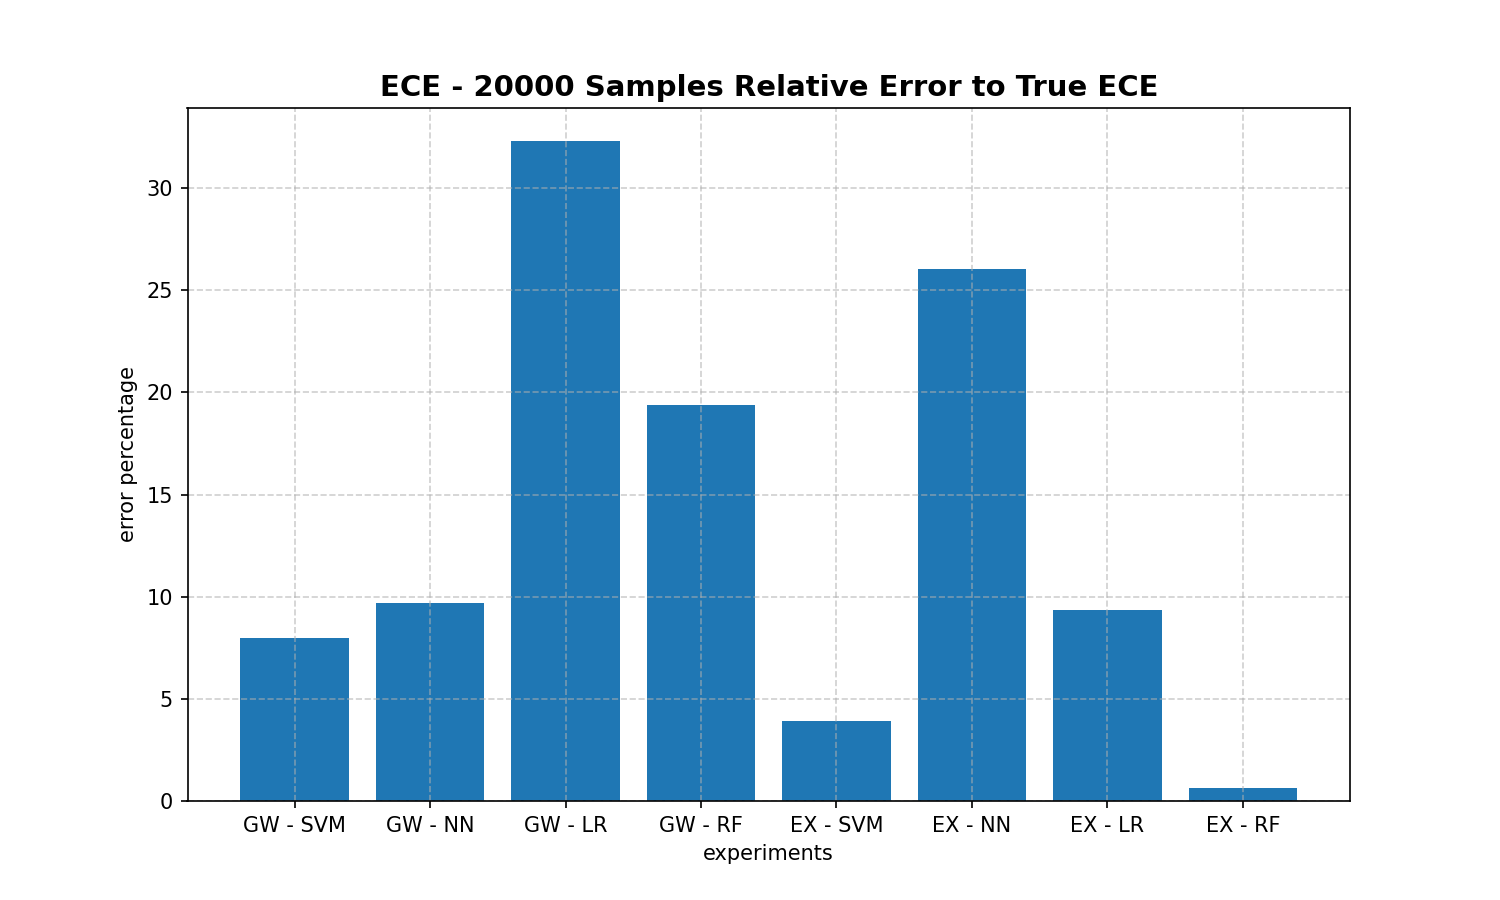 ECE - 20000 Samples Relative Error to True ECE
error percentage
30
25
20
15
10
5
0
GW - SVM GW - NN GW - LR GW - RF EX - SVM EX - NN EX - LR EX - RF
experiments